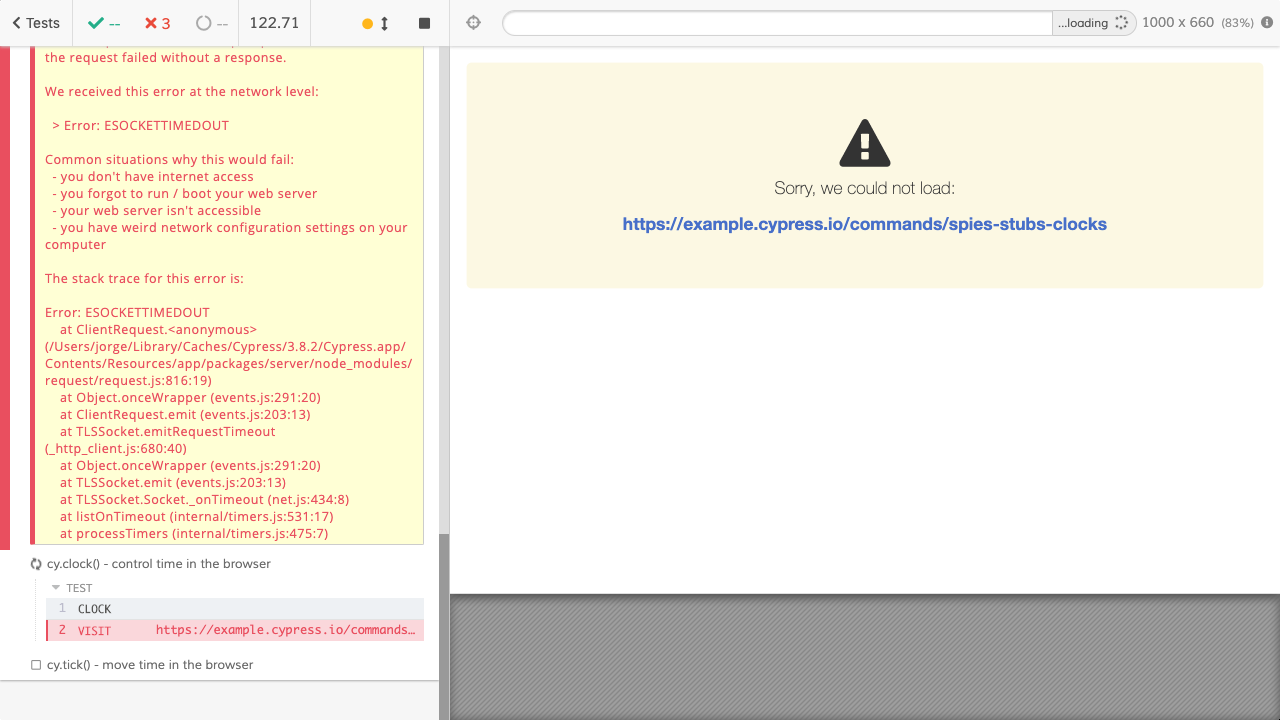 Tests
--
3
--
122.71
...loading
1000 x 660 (83%)
the request failed without a response.
We received this error at the network level:
> Error: ESOCKETTIMEDOUT
Common situations why this would fail:
- you don't have internet access
- you forgot to run / boot your web server
- your web server isn't accessible
- you have weird network configuration settings on your
computer
The stack trace for this error is:
Error: ESOCKETTIMEDOUT
at ClientRequest.<anonymous>
(/Users/jorge/Library/Caches/Cypress/3.8.2/Cypress.app/
Contents/Resources/app/packages/server/node_modules/
request/request.js:816:19)
at Object.onceWrapper (events.js:291:20)
at ClientRequest.emit (events.js:203:13)
at TLSSocket.emitRequestTimeout
(_http_client.js:680:40)
at Object.onceWrapper (events.js:291:20)
at TLSSocket.emit (events.js:203:13)
at TLSSocket.Socket._onTimeout (net.js:434:8)
at listOnTimeout (internal/timers.js:531:17)
at processTimers (internal/timers.js:475:7)
cy.clock() - control time in the browser
TEST
1 CLOCK
2 VISIT https://example.cypress.io/commands…
cy.tick() - move time in the browser
Sorry, we could not load:
https://example.cypress.io/commands/spies-stubs-clocks